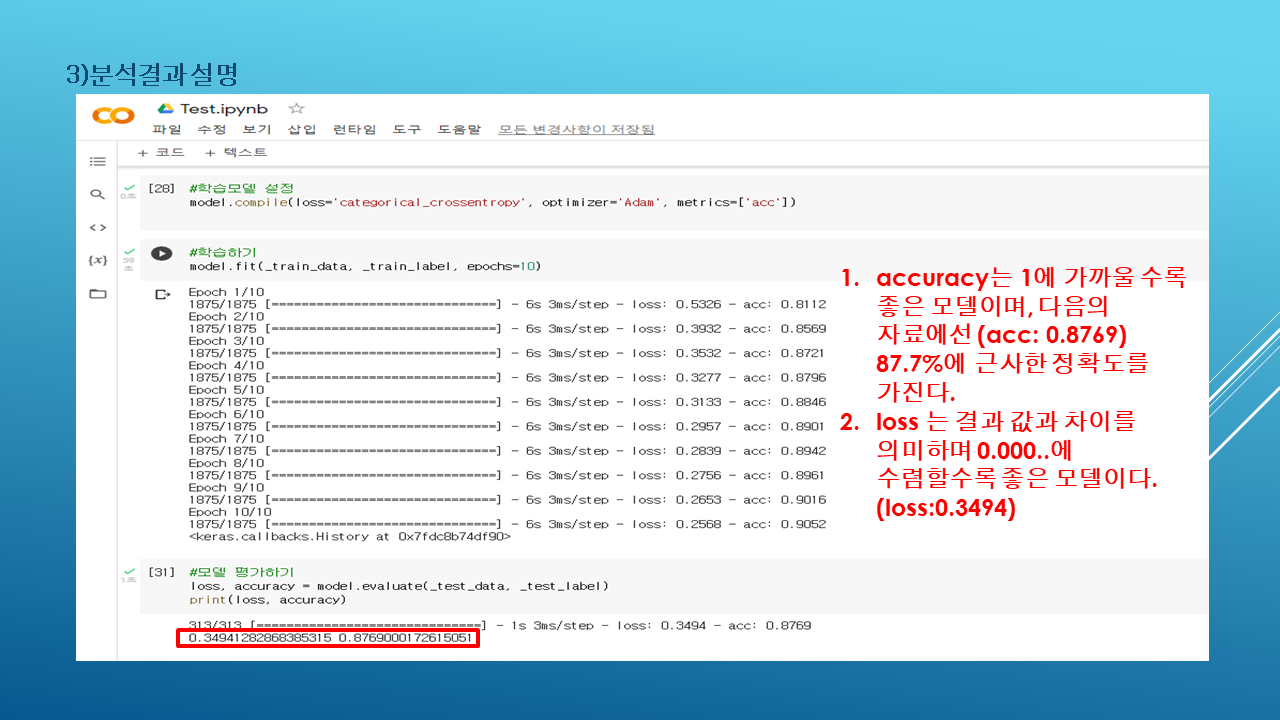 3)분석결과 설명
Test.ipynb
파일 수정 보기 삽입 런타임 도구 도움말 모든 변경사항이 저장됨
+ 코드 + 텍스트
[28] #학습모델 설정
0초
model.compile(loss='categorical_crossentropy', optimizer='Adam', metrics=['acc'])
#학습하기
59초
model.fit(_train_data, _train_label, epochs=10)
Epoch 1/10
1875/1875 [==============================] - 6s 3ms/step - loss: 0.5326 - acc: 0.8112
Epoch 2/10
1875/1875 [==============================] - 6s 3ms/step - loss: 0.3932 - acc: 0.8569
Epoch 3/10
1875/1875 [==============================] - 6s 3ms/step - loss: 0.3532 - acc: 0.8721
Epoch 4/10
1875/1875 [==============================] - 6s 3ms/step - loss: 0.3277 - acc: 0.8796
Epoch 5/10
1875/1875 [==============================] - 6s 3ms/step - loss: 0.3133 - acc: 0.8846
Epoch 6/10
1875/1875 [==============================] - 6s 3ms/step - loss: 0.2957 - acc: 0.8901
Epoch 7/10
1875/1875 [==============================] - 6s 3ms/step - loss: 0.2839 - acc: 0.8942
Epoch 8/10
1875/1875 [==============================] - 6s 3ms/step - loss: 0.2756 - acc: 0.8961
Epoch 9/10
1875/1875 [==============================] - 6s 3ms/step - loss: 0.2653 - acc: 0.9016
Epoch 10/10
1875/1875 [==============================] - 6s 3ms/step - loss: 0.2568 - acc: 0.9052
<keras.callbacks.History at 0x7fdc8b74df90>
[31] #모델 평가하기
1초
loss, accuracy = model.evaluate(_test_data, _test_label)
print(loss, accuracy)
313/313 [==============================] - 1s 3ms/step - loss: 0.3494 - acc: 0.8769
0.34941282868385315 0.8769000172615051
1. accuracy는 1에 가까울 수록
좋은 모델이며, 다음의
자료에선 (acc: 0.8769)
87.7%에 근사한 정확도를
가진다.
2. loss 는 결과 값과 차이를
의미하며 0.000..에
수렴할수록 좋은 모델이다.
(loss:0.3494)